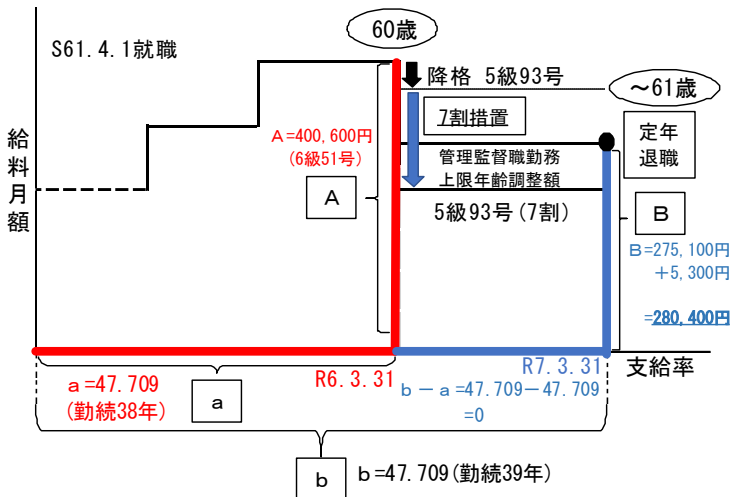 60歳
S61.4.1就職
降格 5級93号
～61歳
7割措置
定年
退職
給料月額
A=400,600円
(6級51号)
管理監督職勤務
上限年齢調整額
A
5級93号(7割)
B
B=275,100円
+5,300円
=280,400円
R7.3.31
支給率
R6.3.31
a=47.709
(勤続38年)
a
b－a=47.709－47.709
=0
b
b=47.709(勤続39年)